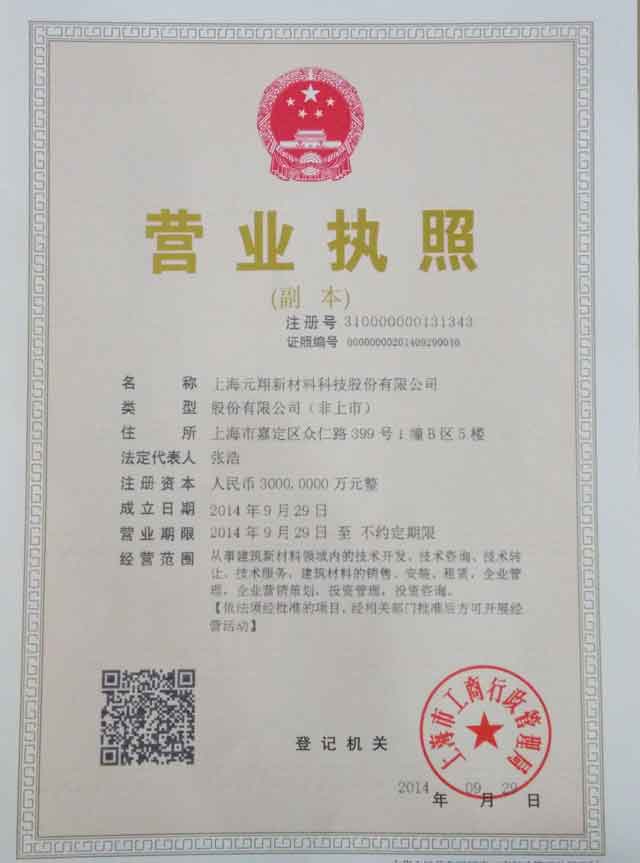 营业执照
(副 本)
注册号 310000000131343
证照编号 00000000201409290010
名 称 上海元翔新材料科技股份有限公司
类 型 股份有限公司（非上市）
住 所 上海市嘉定区众仁路399号1幢B区5楼
法定代表人 张浩
注册资本 人民币3000.0000万元整
成立日期 2014年9月29日
营业期限 2014年9月29日 至 不约定期限
经营范围 从事建筑新材料领域内的技术开发、技术咨询、技术转
让、技术服务，建筑材料的销售、安装、租赁，企业管
理，企业营销策划，投资管理，投资咨询。
【依法须经批准的项目，经相关部门批准后方可开展经
营活动】
登记机关
上海市工商行政管理局
2014年09月29日